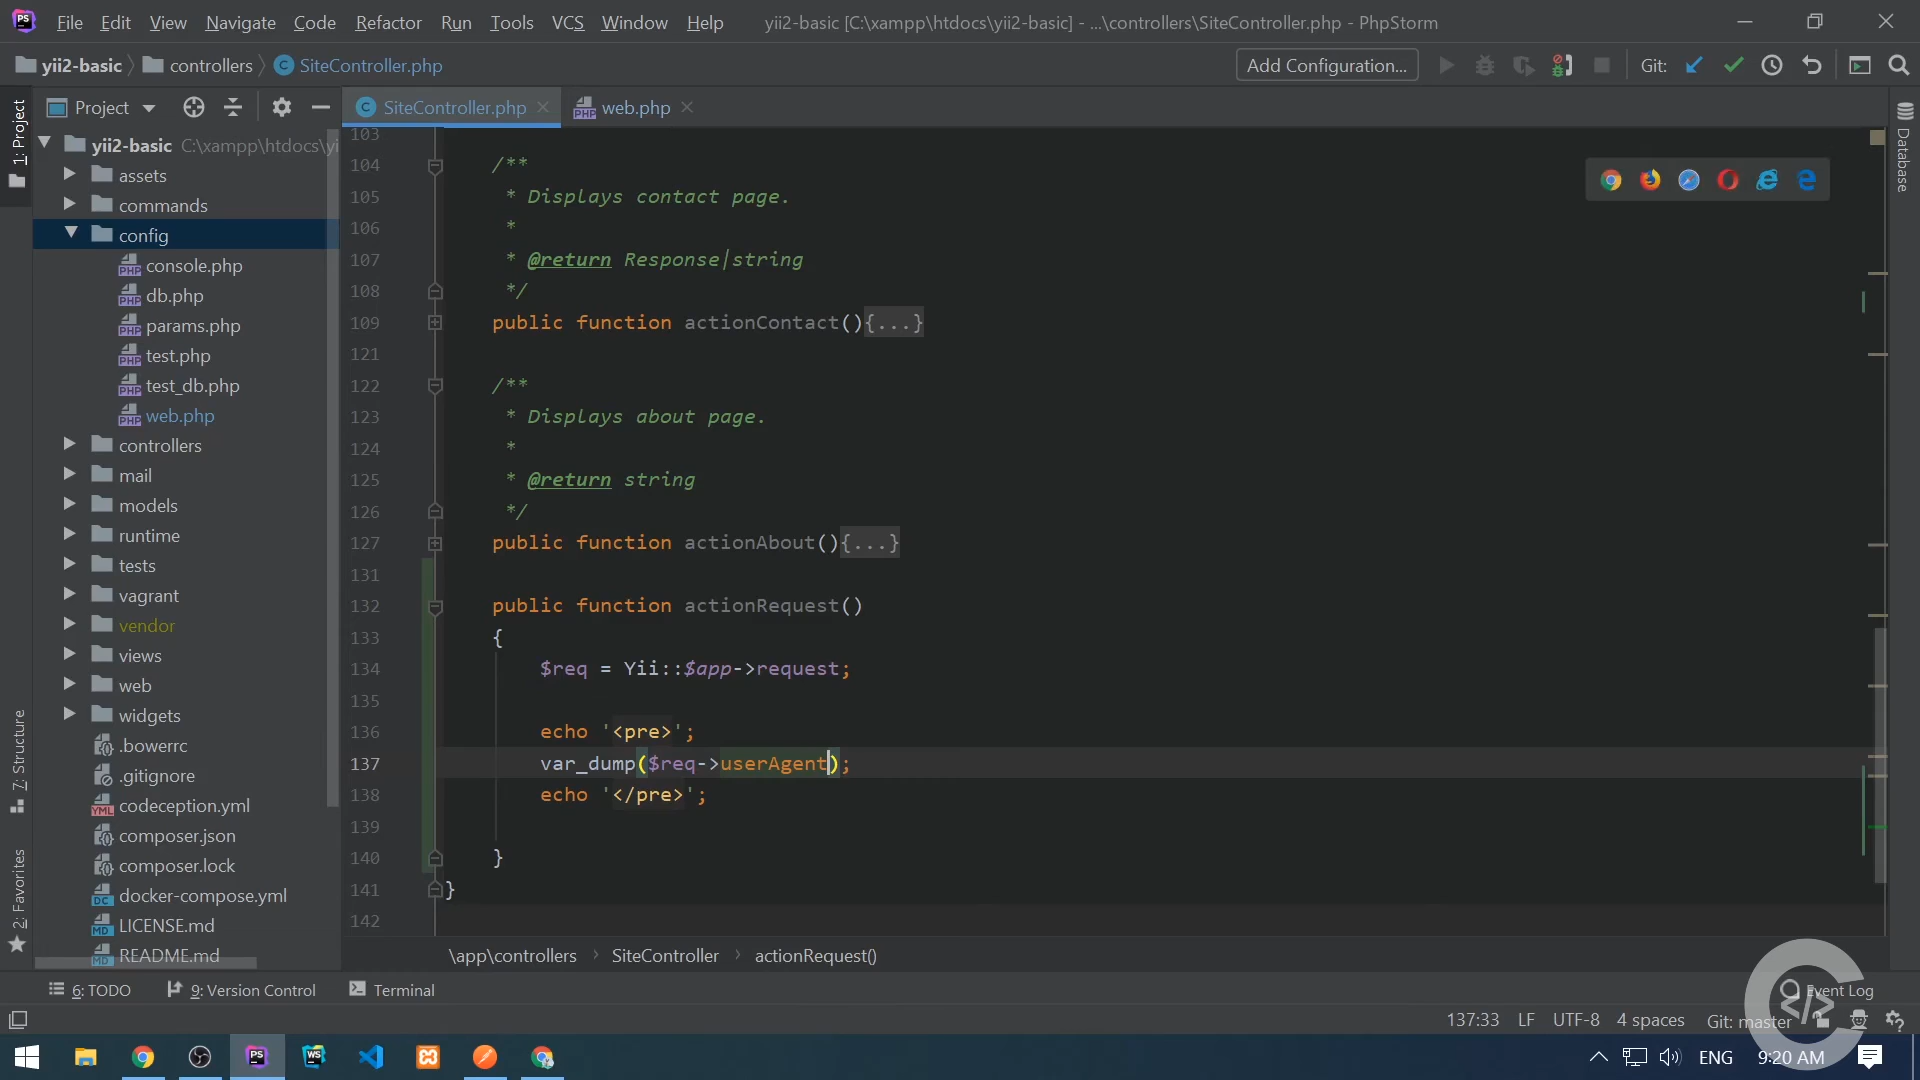 File Edit View Navigate Code Refactor Run Tools VCS Window Help yii2-basic [C:\xampp\htdocs\yii2-basic] - ...\controllers\SiteController.php - PhpStorm
yii2-basic controllers SiteController.php Add Configuration... Git:
1: Project
Project
SiteController.php web.php
Database
yii2-basic C:\xampp\htdocs\yi
assets
commands
config
console.php
db.php
params.php
test.php
test_db.php
web.php
controllers
mail
models
runtime
tests
vagrant
vendor
views
web
widgets
.bowerrc
.gitignore
codeception.yml
composer.json
composer.lock
docker-compose.yml
LICENSE.md
README.md
7: Structure
2: Favorites
103
104 /**
105 * Displays contact page.
106 *
107 * @return Response|string
108 */
109 public function actionContact(){...}
121
122 /**
123 * Displays about page.
124 *
125 * @return string
126 */
127 public function actionAbout(){...}
131
132 public function actionRequest()
133 {
134 $req = Yii::$app->request;
135
136 echo '<pre>';
137 var_dump($req->userAgent);
138 echo '</pre>';
139
140 }
141 }
142
\app\controllers SiteController actionRequest()
6: TODO 9: Version Control Terminal Event Log
137:33 LF UTF-8 4 spaces Git: master
ENG 9:20 AM